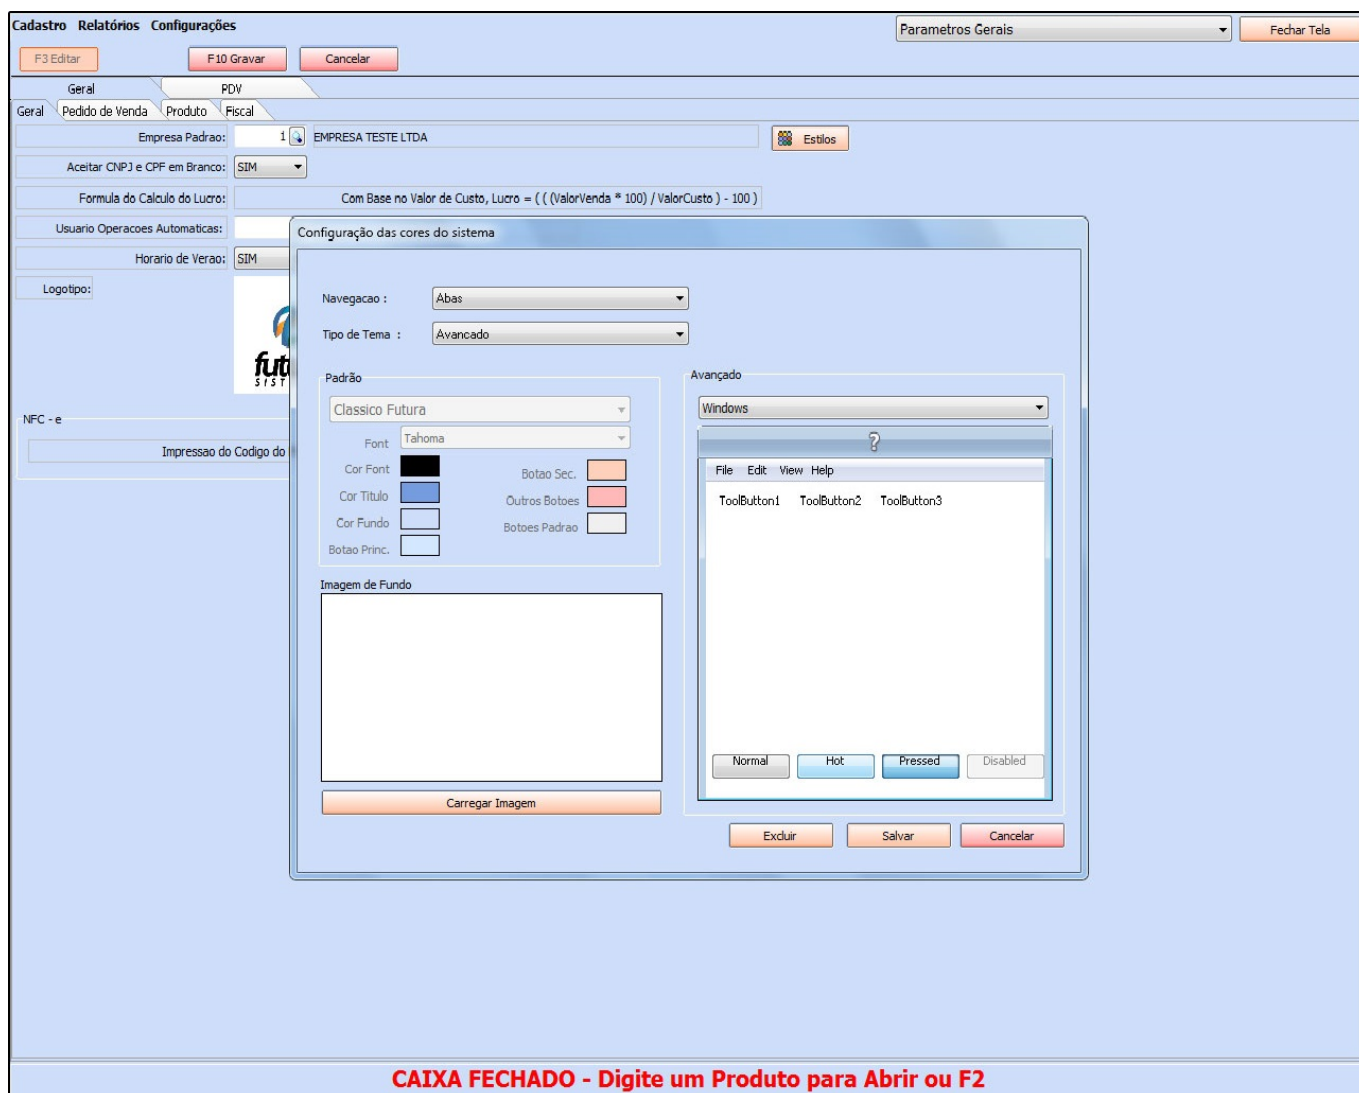 Cadastro Relatórios Configurações
Parametros Gerais
Fechar Tela
F3 Editar
F10 Gravar
Cancelar
Geral
PDV
Geral
Pedido de Venda
Produto
Fiscal
Empresa Padrao:
1
EMPRESA TESTE LTDA
Estilos
Aceitar CNPJ e CPF em Branco:
SIM
Formula do Calculo do Lucro:
Com Base no Valor de Custo, Lucro = ( ( (ValorVenda * 100) / ValorCusto ) - 100 )
Usuario Operacoes Automaticas:
Horario de Verao:
SIM
Logotipo:
NFC - e
Impressao do Codigo do
Configuração das cores do sistema
Navegacao :
Abas
Tipo de Tema :
Avancado
Padrão
Classico Futura
Font
Tahoma
Cor Font
Botao Sec.
Cor Titulo
Outros Botoes
Cor Fundo
Botoes Padrao
Botao Princ.
Imagem de Fundo
Carregar Imagem
Avançado
Windows
?
File Edit View Help
ToolButton1 ToolButton2 ToolButton3
Normal
Hot
Pressed
Disabled
Excluir
Salvar
Cancelar
CAIXA FECHADO - Digite um Produto para Abrir ou F2